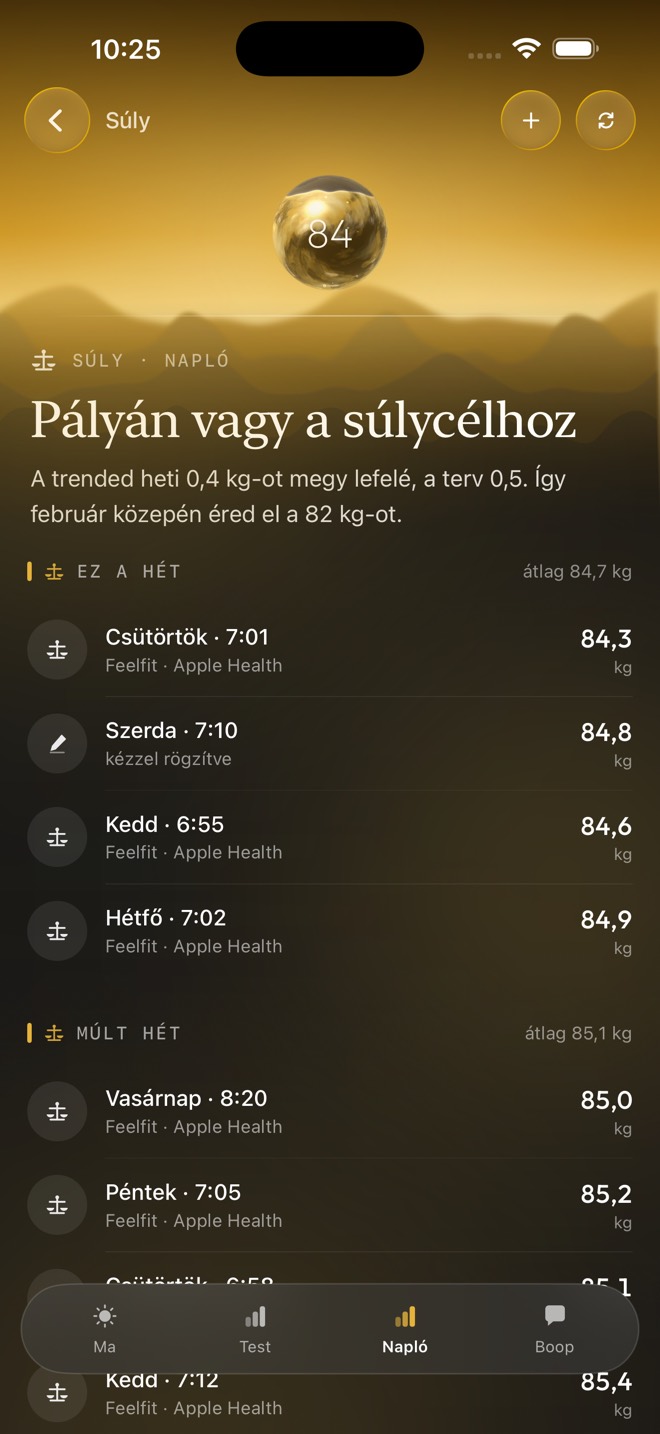 10:25
Súly
84
SÚLY · NAPLÓ
Pályán vagy a súlycélhoz
A trended heti 0,4 kg-ot megy lefelé, a terv 0,5. Így
február közepén éred el a 82 kg-ot.
EZ A HÉT átlag 84,7 kg
Csütörtök · 7:01 84,3
Feelfit · Apple Health kg
Szerda · 7:10 84,8
kézzel rögzítve kg
Kedd · 6:55 84,6
Feelfit · Apple Health kg
Hétfő · 7:02 84,9
Feelfit · Apple Health kg
MÚLT HÉT átlag 85,1 kg
Vasárnap · 8:20 85,0
Feelfit · Apple Health kg
Péntek · 7:05 85,2
Feelfit · Apple Health kg
Csütörtök · 6:58 85,1
Ma Test Napló Boop
Kedd · 7:12 85,4
Feelfit · Apple Health kg